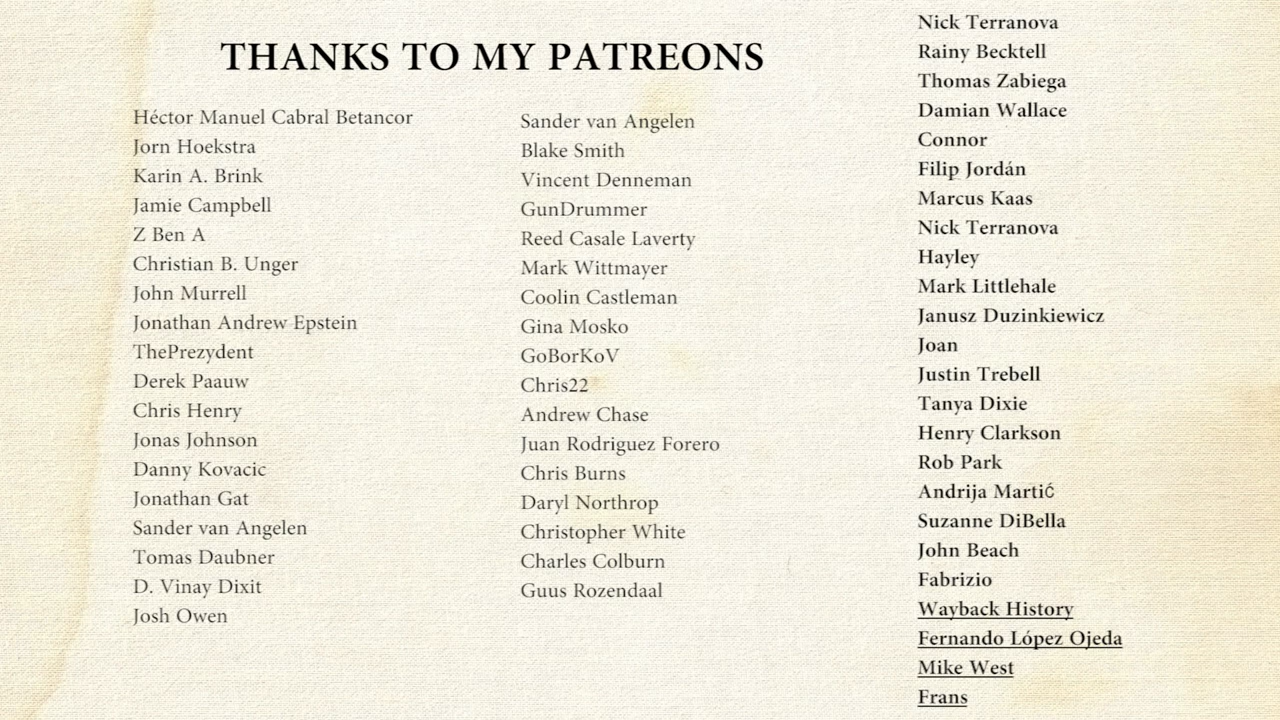 THANKS TO MY PATREONS
Héctor Manuel Cabral Betancor
Jorn Hoekstra
Karin A. Brink
Jamie Campbell
Z Ben A
Christian B. Unger
John Murrell
Jonathan Andrew Epstein
ThePrezydent
Derek Paauw
Chris Henry
Jonas Johnson
Danny Kovacic
Jonathan Gat
Sander van Angelen
Tomas Daubner
D. Vinay Dixit
Josh Owen
Sander van Angelen
Blake Smith
Vincent Denneman
GunDrummer
Reed Casale Laverty
Mark Wittmayer
Coolin Castleman
Gina Mosko
GoBorKoV
Chris22
Andrew Chase
Juan Rodriguez Forero
Chris Burns
Daryl Northrop
Christopher White
Charles Colburn
Guus Rozendaal
Nick Terranova
Rainy Becktell
Thomas Zabiega
Damian Wallace
Connor
Filip Jordán
Marcus Kaas
Nick Terranova
Hayley
Mark Littlehale
Janusz Duzinkiewicz
Joan
Justin Trebell
Tanya Dixie
Henry Clarkson
Rob Park
Andrija Martić
Suzanne DiBella
John Beach
Fabrizio
Wayback History
Fernando López Ojeda
Mike West
Frans